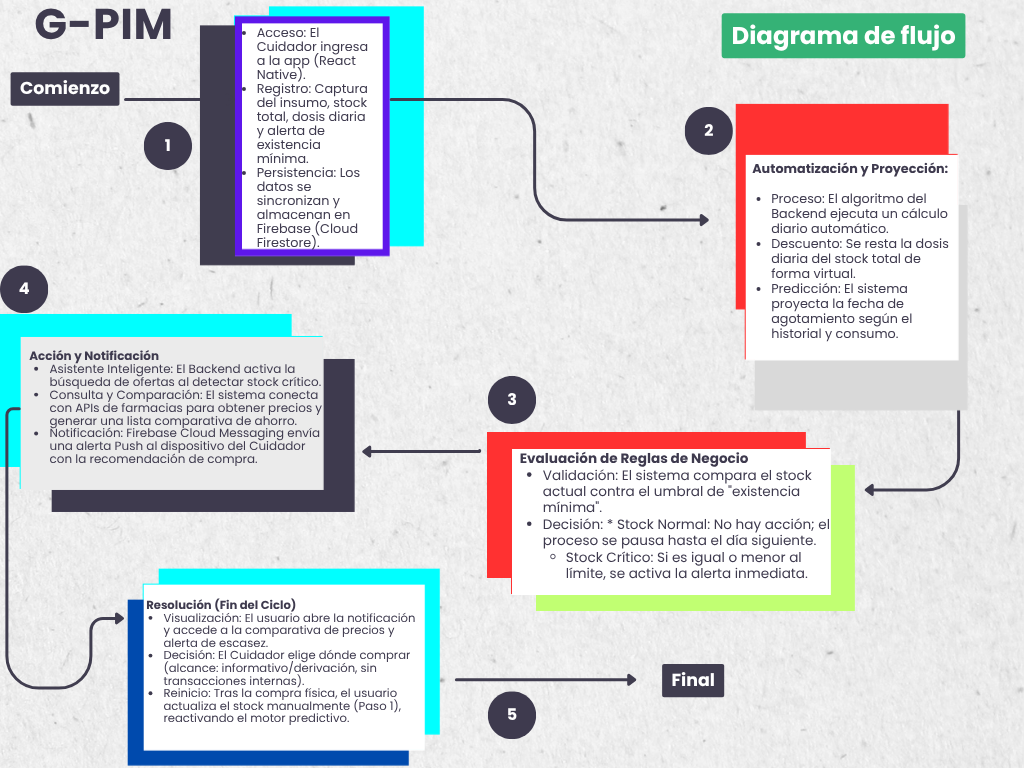 G-PIM
Diagrama de flujo
Comienzo
1
• Acceso: El
Cuidador ingresa
a la app (React
Native).
• Registro: Captura
del insumo, stock
total, dosis diaria
y alerta de
existencia
mínima.
• Persistencia: Los
datos se
sincronizan y
almacenan en
Firebase (Cloud
Firestore).
2
Automatización y Proyección:
• Proceso: El algoritmo del
Backend ejecuta un cálculo
diario automático.
• Descuento: Se resta la dosis
diaria del stock total de
forma virtual.
• Predicción: El sistema
proyecta la fecha de
agotamiento según el
historial y consumo.
3
Evaluación de Reglas de Negocio
• Validación: El sistema compara el stock
actual contra el umbral de "existencia
mínima".
• Decisión: * Stock Normal: No hay acción; el
proceso se pausa hasta el día siguiente.
◦ Stock Crítico: Si es igual o menor al
límite, se activa la alerta inmediata.
4
Acción y Notificación
• Asistente Inteligente: El Backend activa la
búsqueda de ofertas al detectar stock crítico.
• Consulta y Comparación: El sistema conecta
con APIs de farmacias para obtener precios y
generar una lista comparativa de ahorro.
• Notificación: Firebase Cloud Messaging envía
una alerta Push al dispositivo del Cuidador
con la recomendación de compra.
Resolución (Fin del Ciclo)
• Visualización: El usuario abre la notificación
y accede a la comparativa de precios y
alerta de escasez.
• Decisión: El Cuidador elige dónde comprar
(alcance: informativo/derivación, sin
transacciones internas).
• Reinicio: Tras la compra física, el usuario
actualiza el stock manualmente (Paso 1),
reactivando el motor predictivo.
5
Final